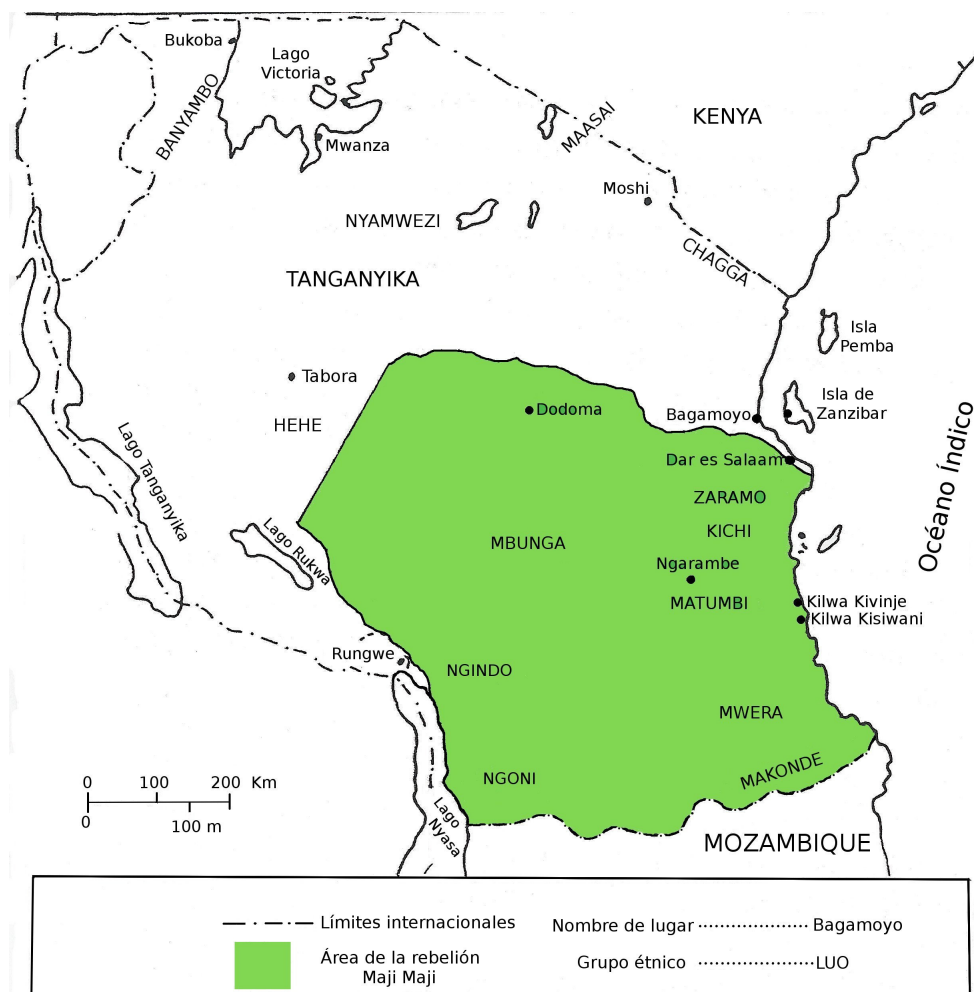 Bukoba
Lago
Victoria
BANYAMBO
Mwanza
MAASAI
KENYA
Moshi
NYAMWEZI
CHAGGA
TANGANYIKA
Isla
Pemba
Tabora
HEHE
Dodoma
Bagamoyo
Isla de
Zanzibar
Lago Tanganyika
Dar es Salaam
ZARAMO
Océano Índico
KICHI
MBUNGA
Lago Rukwa
Ngarambe
MATUMBI
Kilwa Kivinje
Kilwa Kisiwani
Rungwe
NGINDO
MWERA
NGONI
MAKONDE
0 100 200 Km
0 100 m
Lago
Nyasa
MOZAMBIQUE
Límites internacionales
Nombre de lugar Bagamoyo
Área de la rebelión
Maji Maji
Grupo étnico LUO